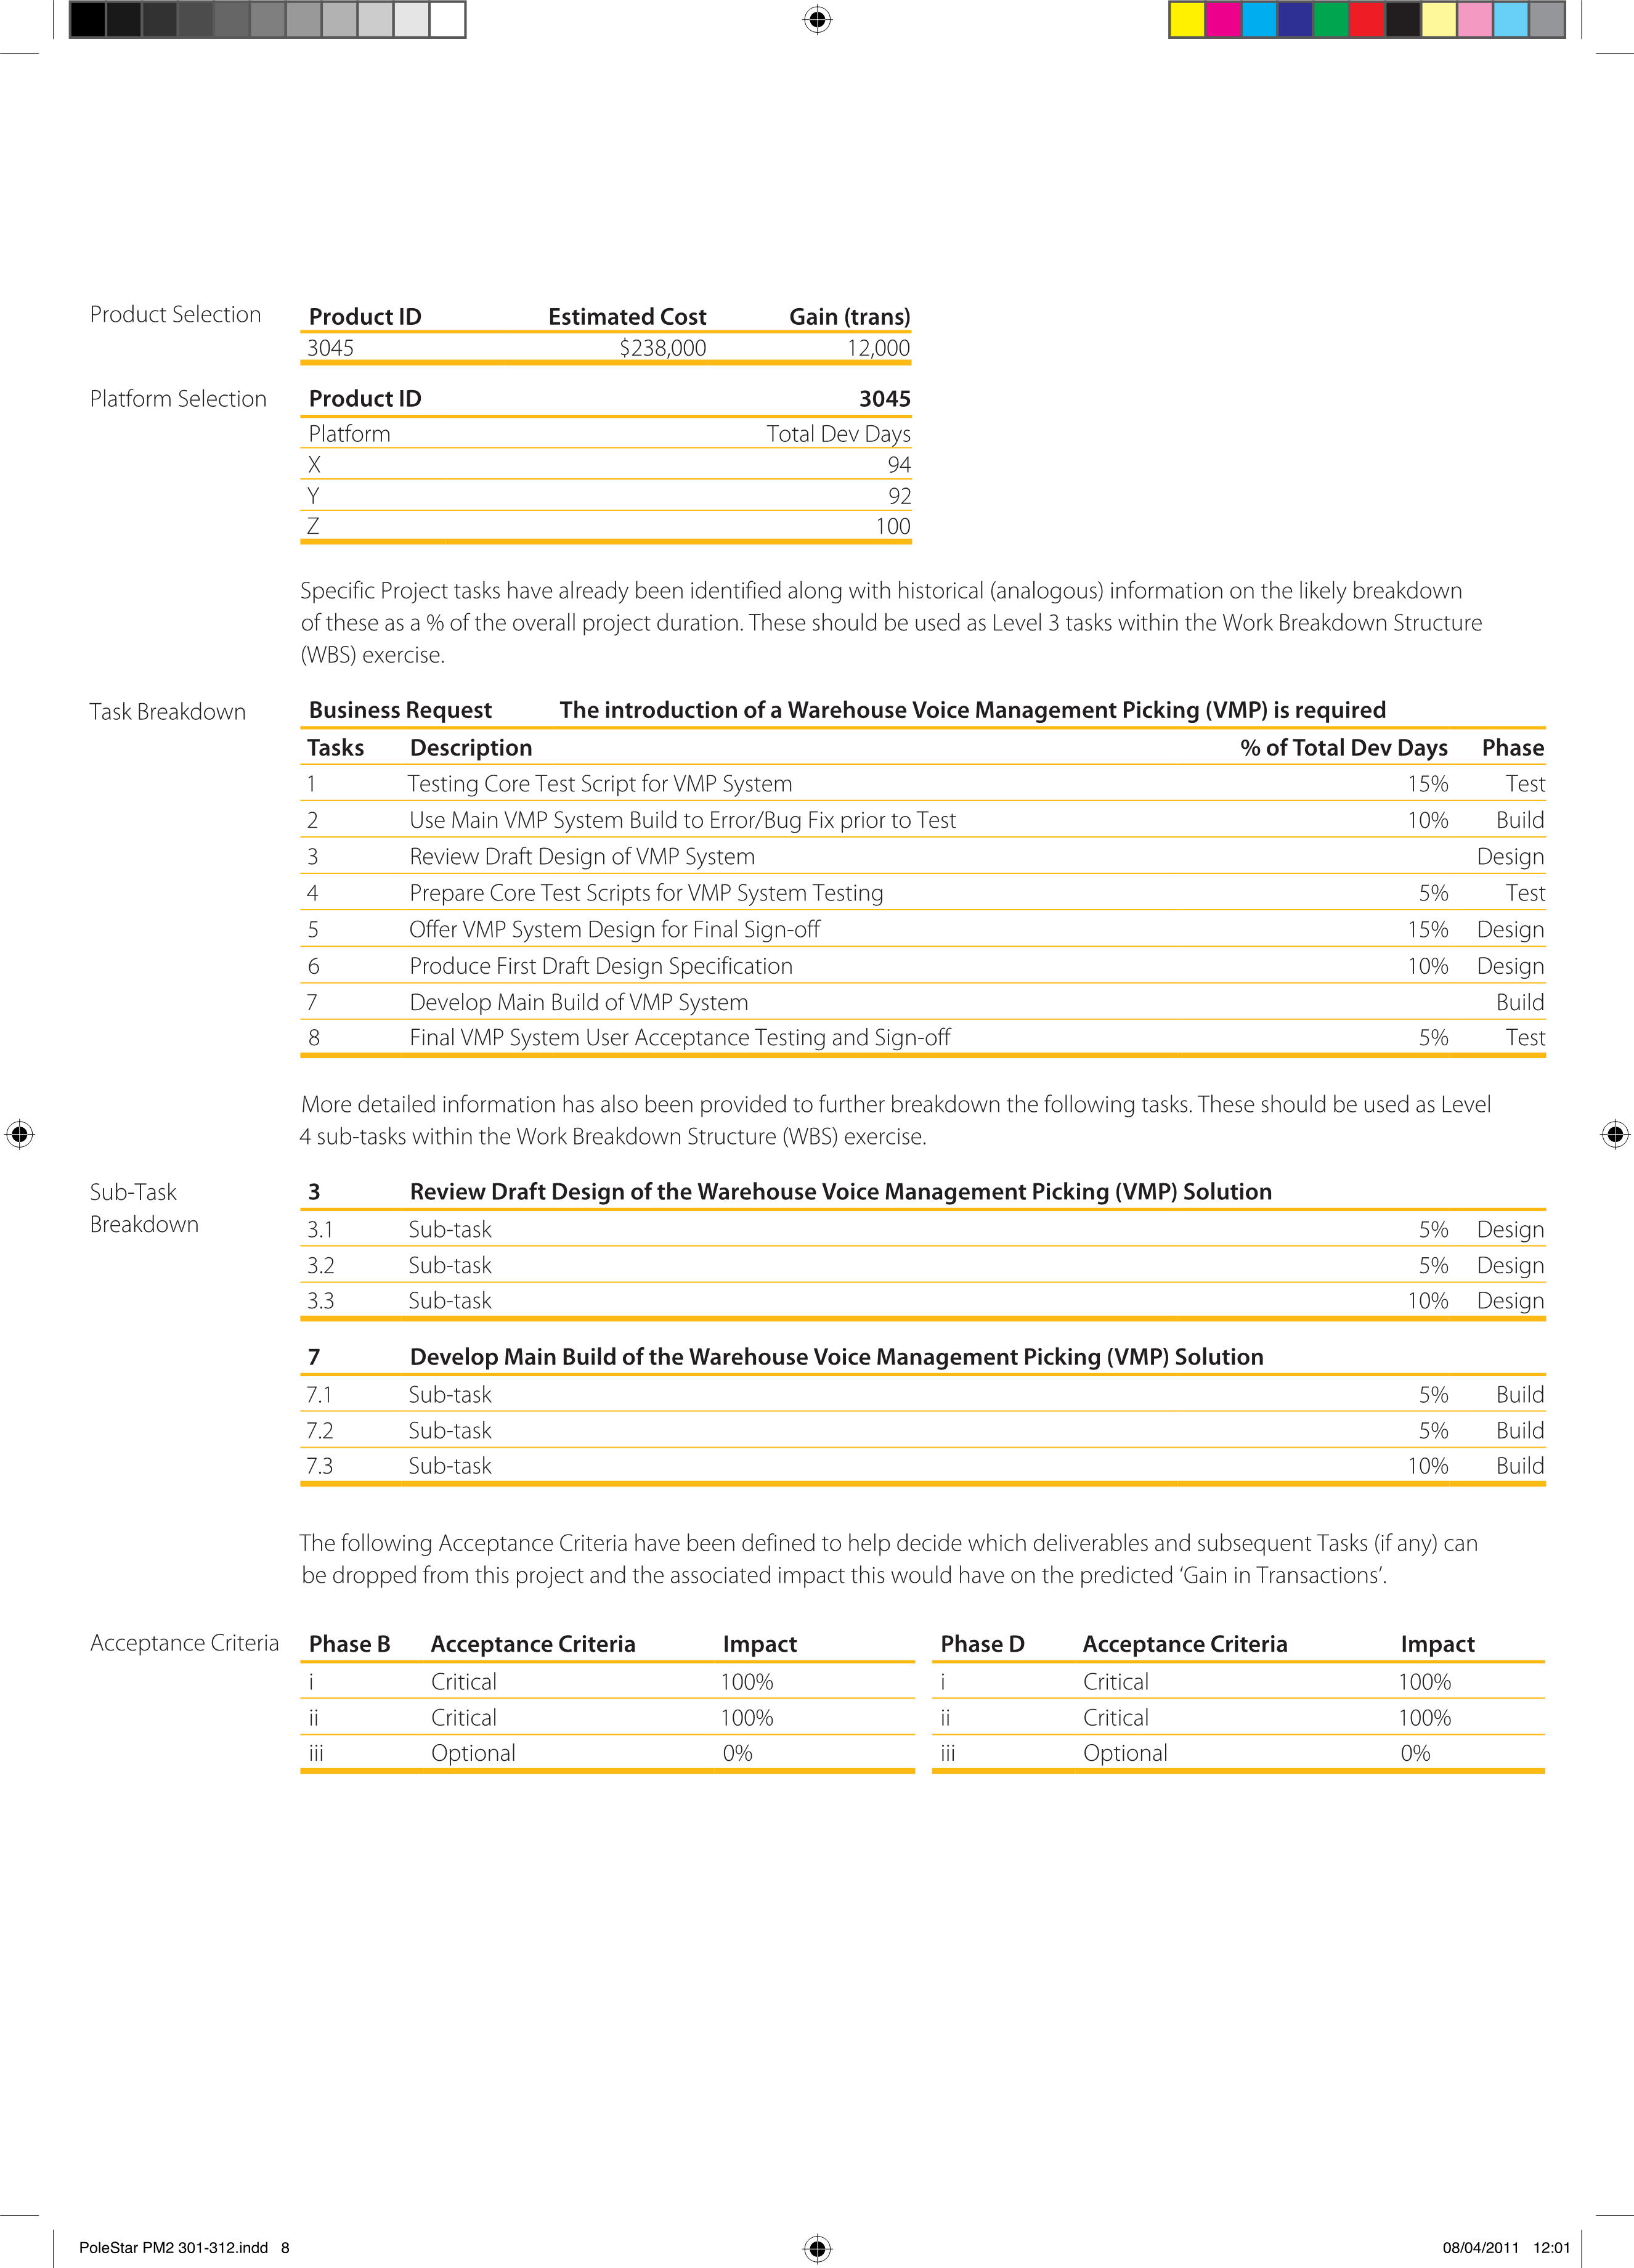 Product Selection
Product ID Estimated Cost Gain (trans)
3045 $238,000 12,000
Platform Selection
Product ID 3045
Platform Total Dev Days
X 94
Y 92
Z 100
Specific Project tasks have already been identified along with historical (analogous) information on the likely breakdown
of these as a % of the overall project duration. These should be used as Level 3 tasks within the Work Breakdown Structure
(WBS) exercise.
Task Breakdown
Business Request The introduction of a Warehouse Voice Management Picking (VMP) is required
Tasks Description % of Total Dev Days Phase
1 Testing Core Test Script for VMP System 15% Test
2 Use Main VMP System Build to Error/Bug Fix prior to Test 10% Build
3 Review Draft Design of VMP System Design
4 Prepare Core Test Scripts for VMP System Testing 5% Test
5 Offer VMP System Design for Final Sign-off 15% Design
6 Produce First Draft Design Specification 10% Design
7 Develop Main Build of VMP System Build
8 Final VMP System User Acceptance Testing and Sign-off 5% Test
More detailed information has also been provided to further breakdown the following tasks. These should be used as Level
4 sub-tasks within the Work Breakdown Structure (WBS) exercise.
Sub-Task
Breakdown
3 Review Draft Design of the Warehouse Voice Management Picking (VMP) Solution
3.1 Sub-task 5% Design
3.2 Sub-task 5% Design
3.3 Sub-task 10% Design
7 Develop Main Build of the Warehouse Voice Management Picking (VMP) Solution
7.1 Sub-task 5% Build
7.2 Sub-task 5% Build
7.3 Sub-task 10% Build
The following Acceptance Criteria have been defined to help decide which deliverables and subsequent Tasks (if any) can
be dropped from this project and the associated impact this would have on the predicted ‘Gain in Transactions’.
Acceptance Criteria
Phase B Acceptance Criteria Impact Phase D Acceptance Criteria Impact
i Critical 100% i Critical 100%
ii Critical 100% ii Critical 100%
iii Optional 0% iii Optional 0%
PoleStar PM2 301-312.indd 8 08/04/2011 12:01